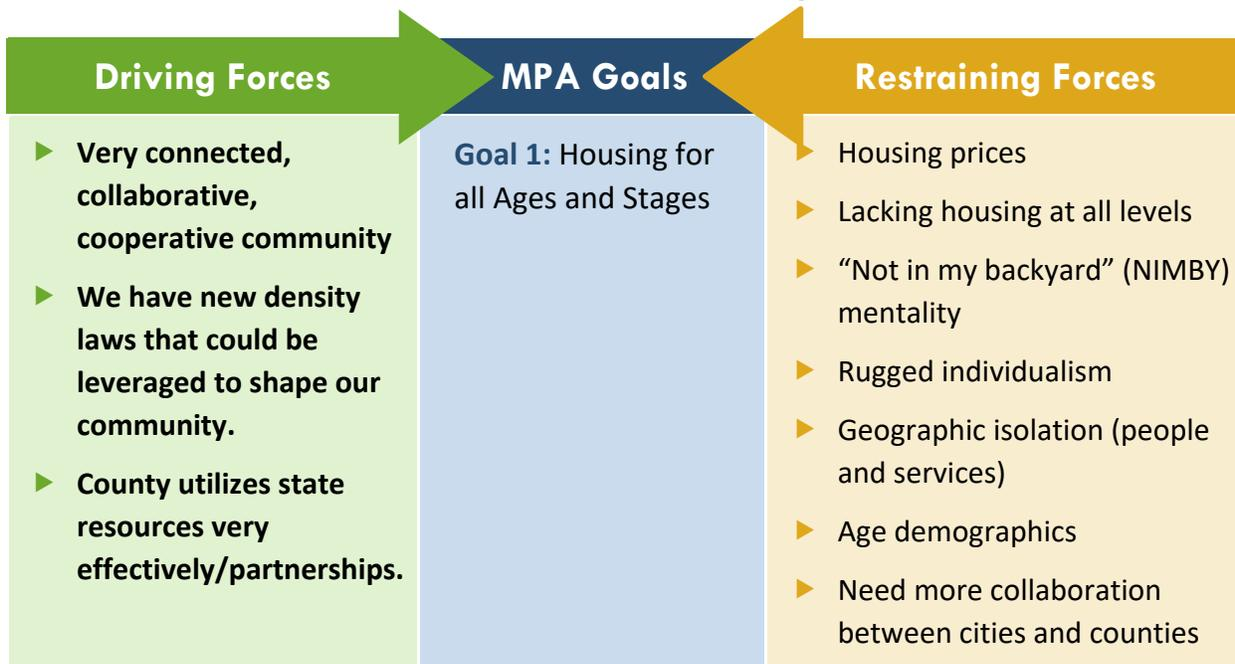 Driving Forces
MPA Goals
Restraining Forces
Very connected,
collaborative,
cooperative community
We have new density
laws that could be
leveraged to shape our
community.
County utilizes state
resources very
effectively/partnerships.
Goal 1: Housing for
all Ages and Stages
Housing prices
Lacking housing at all levels
“Not in my backyard” (NIMBY)
mentality
Rugged individualism
Geographic isolation (people
and services)
Age demographics
Need more collaboration
between cities and counties